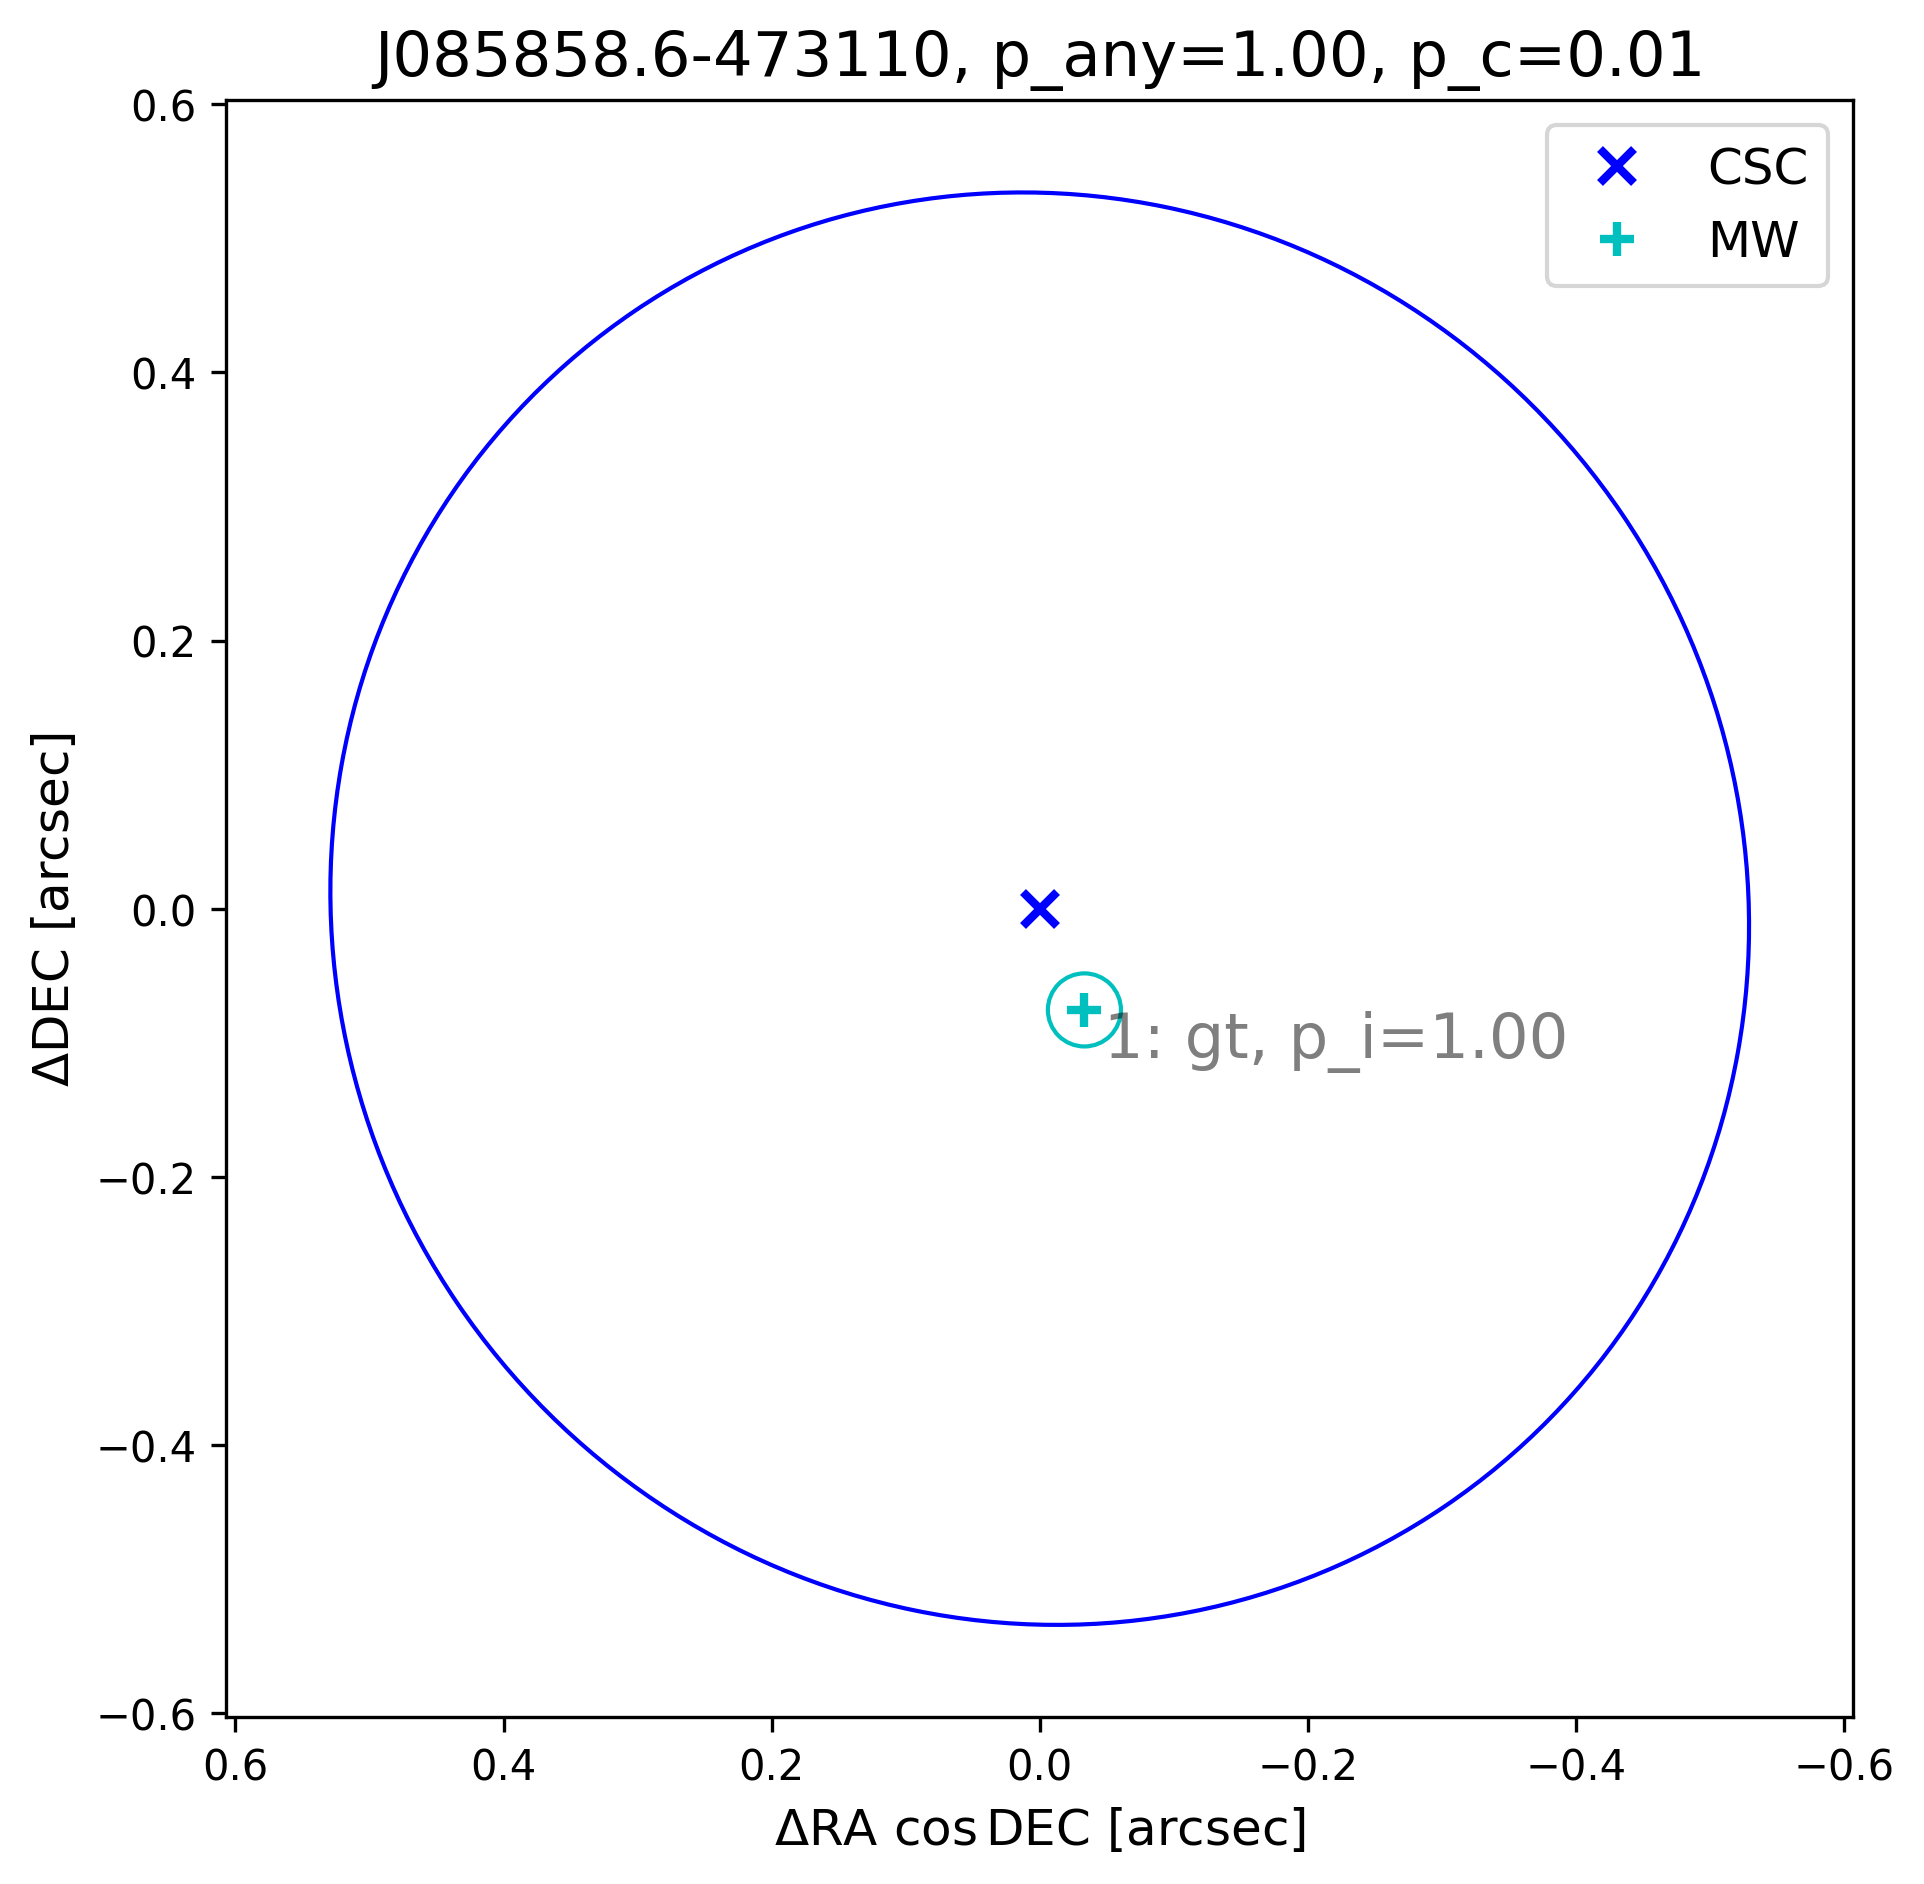 J085858.6-473110, p_any=1.00, p_c=0.01
CSC
MW
0.6
0.4
0.2
0.0
−0.2
−0.4
−0.6
ΔDEC [arcsec]
1: gt, p_i=1.00
0.6 0.4 0.2 0.0 −0.2 −0.4 −0.6
ΔRA cos DEC [arcsec]